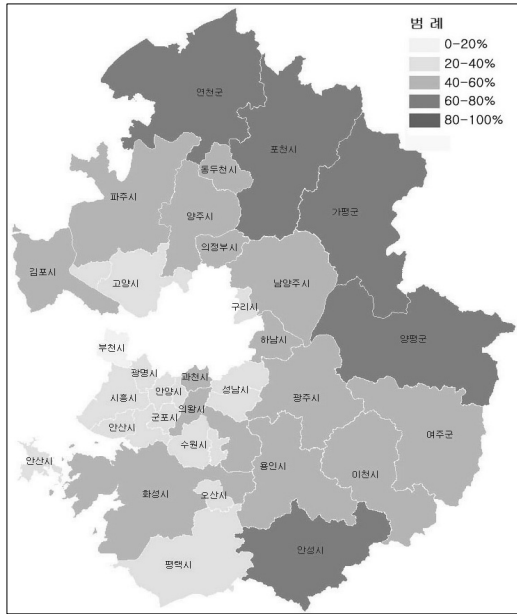 범 례
0-20%
20-40%
40-60%
60-80%
80-100%
연천군
포천시
동두천시
가평군
파주시
양주시
의정부시
김포시
고양시
남양주시
구리시
양평군
부천시
하남시
광명시
과천시
성남시
시흥시
안양시
광주시
의왕시
군포시
안산시
여주군
수원시
안산시
용인시
이천시
화성시
오산시
안성시
평택시